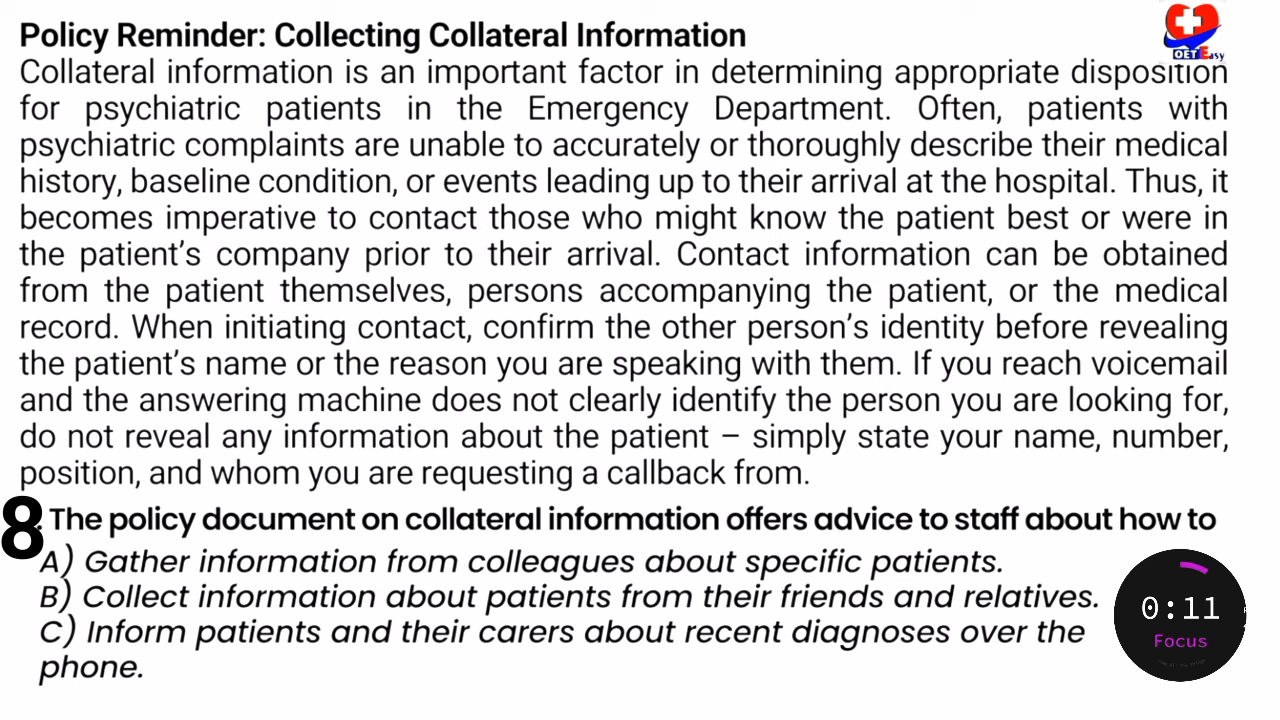 Policy Reminder: Collecting Collateral Information
OET Easy
Collateral information is an important factor in determining appropriate disposition
for psychiatric patients in the Emergency Department. Often, patients with
psychiatric complaints are unable to accurately or thoroughly describe their medical
history, baseline condition, or events leading up to their arrival at the hospital. Thus, it
becomes imperative to contact those who might know the patient best or were in
the patient’s company prior to their arrival. Contact information can be obtained
from the patient themselves, persons accompanying the patient, or the medical
record. When initiating contact, confirm the other person’s identity before revealing
the patient’s name or the reason you are speaking with them. If you reach voicemail
and the answering machine does not clearly identify the person you are looking for,
do not reveal any information about the patient – simply state your name, number,
position, and whom you are requesting a callback from.
8 The policy document on collateral information offers advice to staff about how to
A) Gather information from colleagues about specific patients.
B) Collect information about patients from their friends and relatives.
C) Inform patients and their carers about recent diagnoses over the
phone.
0:11
Focus